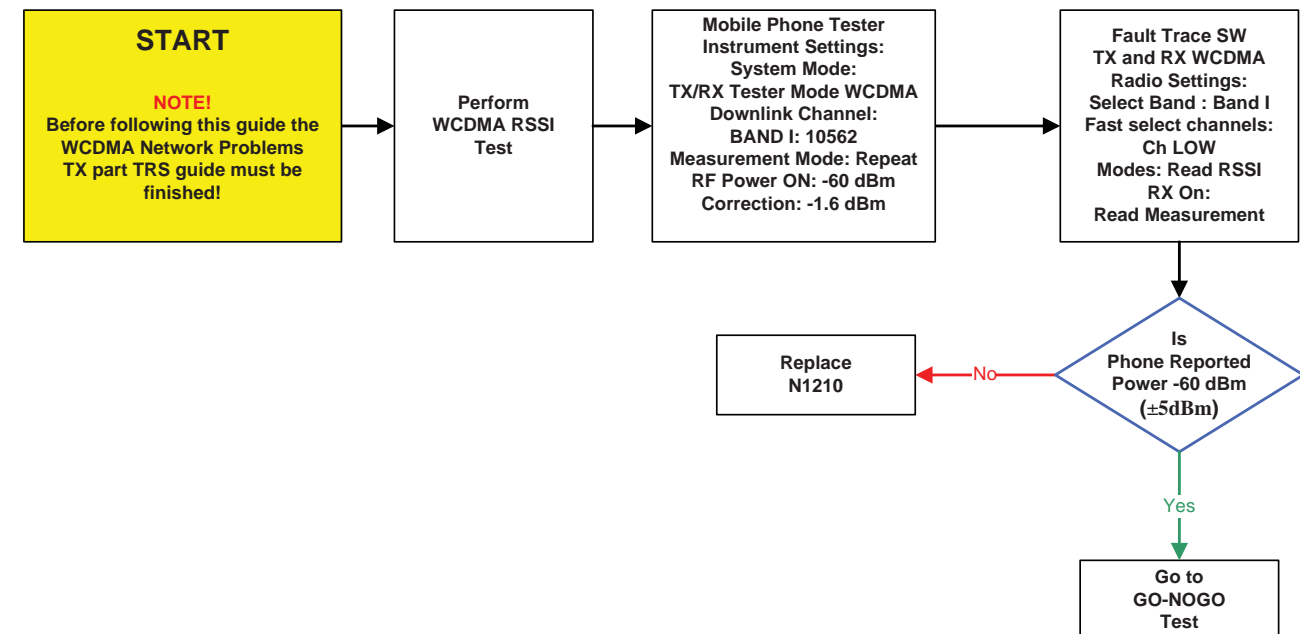 START
NOTE!
Before following this guide the
WCDMA Network Problems
TX part TRS guide must be
finished!
Perform
WCDMA RSSI
Test
Mobile Phone Tester
Instrument Settings:
System Mode:
TX/RX Tester Mode WCDMA
Downlink Channel:
BAND I: 10562
Measurement Mode: Repeat
RF Power ON: -60 dBm
Correction: -1.6 dBm
Fault Trace SW
TX and RX WCDMA
Radio Settings:
Select Band : Band I
Fast select channels:
Ch LOW
Modes: Read RSSI
RX On:
Read Measurement
Is
Phone Reported
Power -60 dBm
(±5dBm)
No
Replace
N1210
Yes
Go to
GO-NOGO
Test